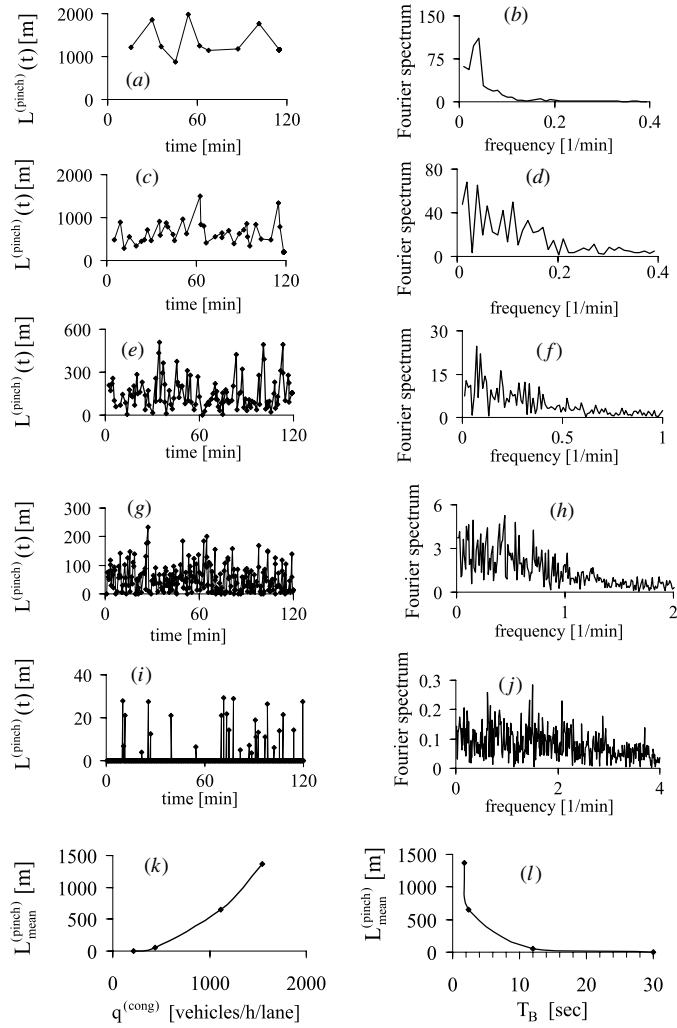 L(pinch)(t) [m]
2000
1000
0
(a)
0 60 120
time [min]
Fourier spectrum
150
75
0
(b)
0 0.2 0.4
frequency [1/min]
L(pinch)(t) [m]
2000
1000
0
(c)
0 60 120
time [min]
Fourier spectrum
80
40
0
(d)
0 0.2 0.4
frequency [1/min]
L(pinch)(t) [m]
600
300
0
(e)
0 60 120
time [min]
Fourier spectrum
30
15
0
(f)
0 0.5 1
frequency [1/min]
L(pinch)(t) [m]
300
200
100
0
(g)
0 60 120
time [min]
Fourier spectrum
6
3
0
(h)
0 1 2
frequency [1/min]
L(pinch)(t) [m]
40
20
0
(i)
0 60 120
time [min]
Fourier spectrum
0.3
0.2
0.1
0
(j)
0 2 4
frequency [1/min]
L(pinch)mean [m]
1500
1000
500
0
(k)
0 1000 2000
q(cong) [vehicles/h/lane]
L(pinch)mean [m]
1500
1000
500
0
(l)
0 10 20 30
TB [sec]